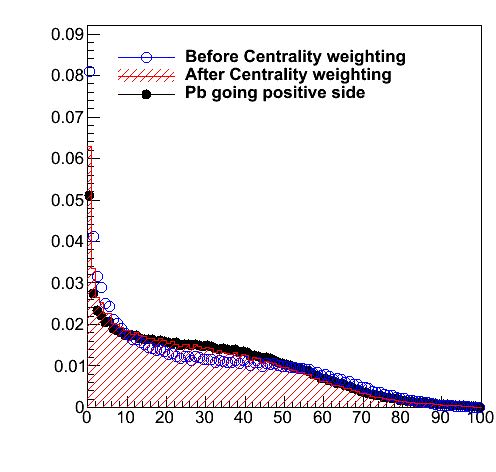 0.09
0.08
0.07
0.06
0.05
0.04
0.03
0.02
0.01
0
Before Centrality weighting
After Centrality weighting
Pb going positive side
0 10 20 30 40 50 60 70 80 90 100